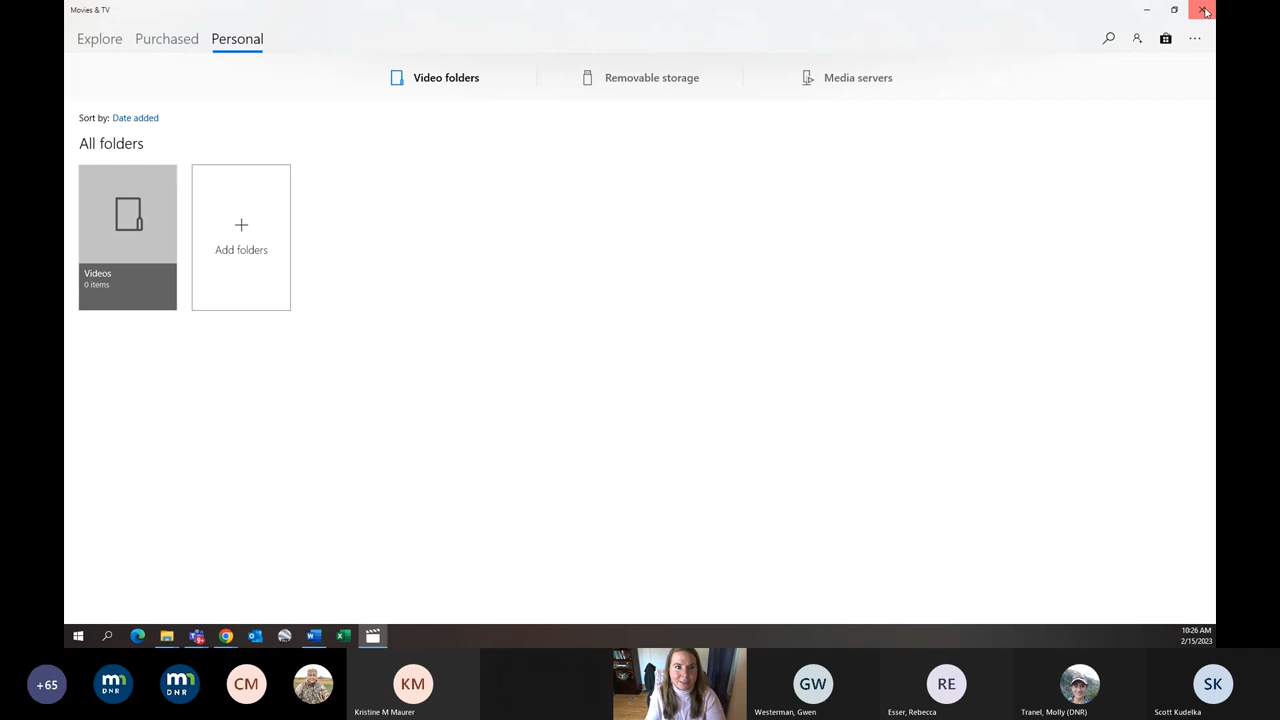 Movies & TV
Explore Purchased Personal
Video folders Removable storage Media servers
Sort by: Date added
All folders
Add folders
Videos
0 items
9+
10:26 AM
2/15/2023
+65
DNR
DNR
CM
KM
GW
RE
SK
Kristine M Maurer
Westerman, Gwen
Esser, Rebecca
Tranel, Molly (DNR)
Scott Kudelka